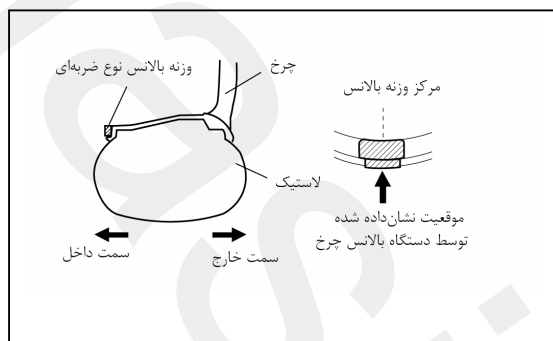 وزنه بالانس نوع ضربه‌ای
چرخ
مرکز وزنه بالانس
لاستیک
موقعیت نشان‌داده شده
توسط دستگاه بالانس چرخ
سمت خارج
سمت داخل